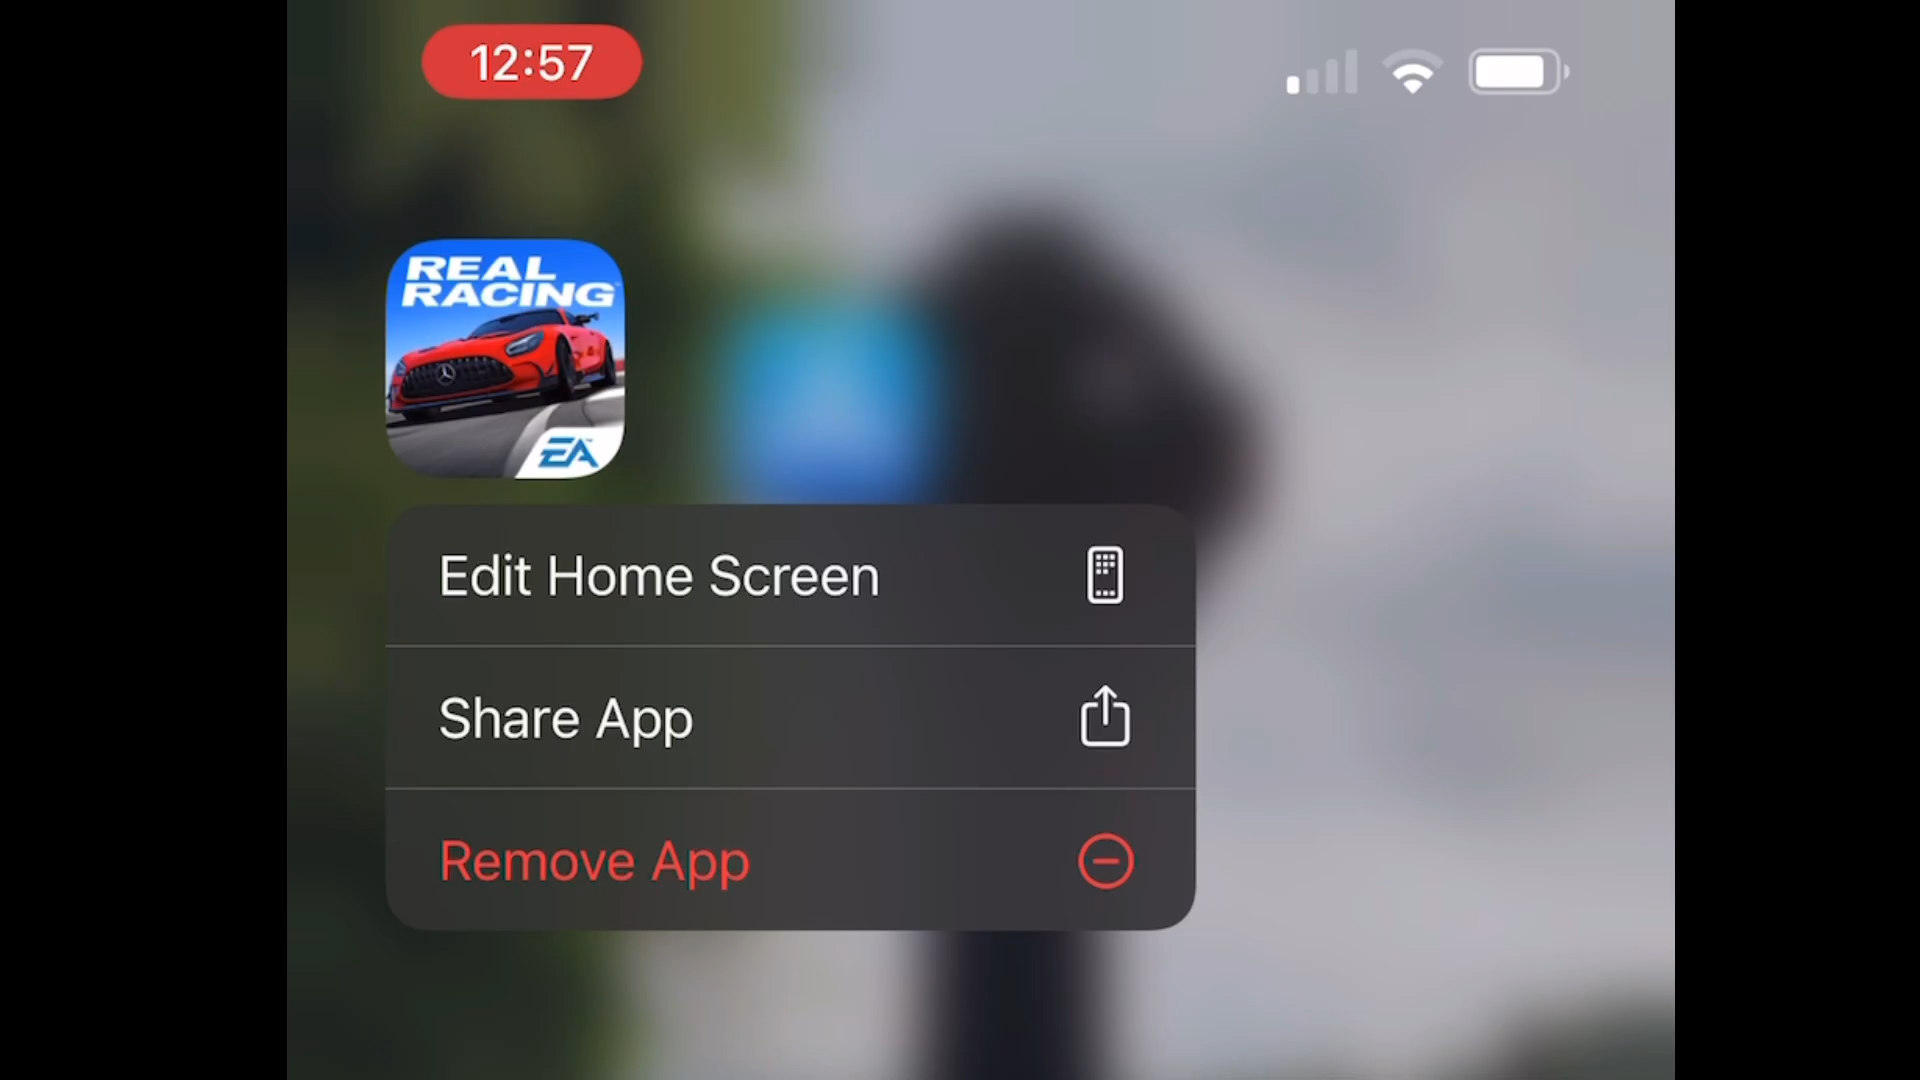 12:57
REAL
RACING
EA
Edit Home Screen
Share App
Remove App